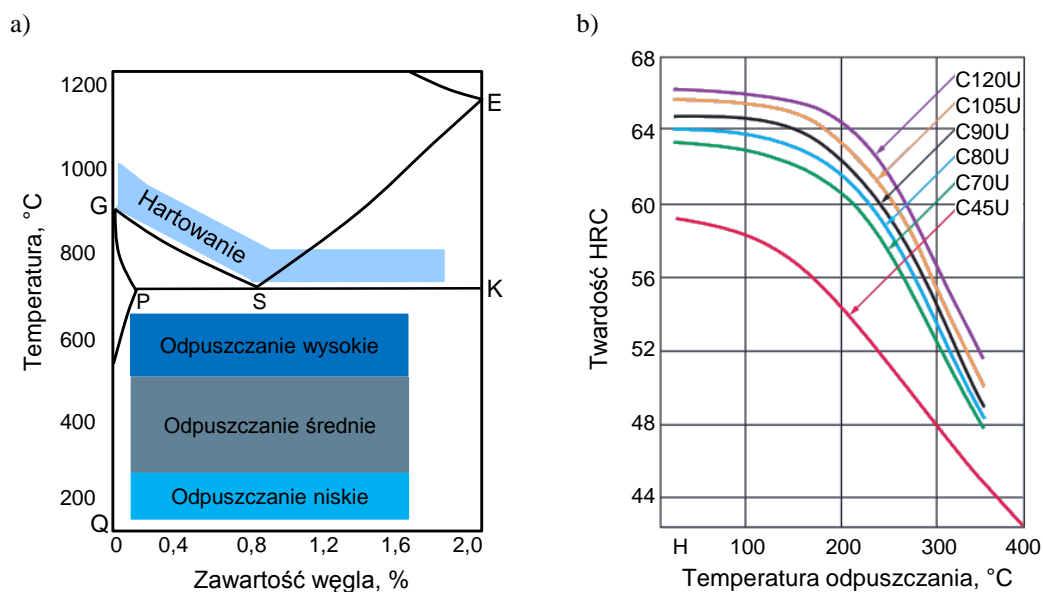 a)
1200
1000
800
600
400
200
Temperatura, °C
G
Q
E
K
P
S
Hartowanie
Odpuszczanie wysokie
Odpuszczanie średnie
Odpuszczanie niskie
0 0,4 0,8 1,2 1,6 2,0
Zawartość węgla, %
b)
68
64
60
56
52
48
44
Twardość HRC
C120U
C105U
C90U
C80U
C70U
C45U
H 100 200 300 400
Temperatura odpuszczania, °C